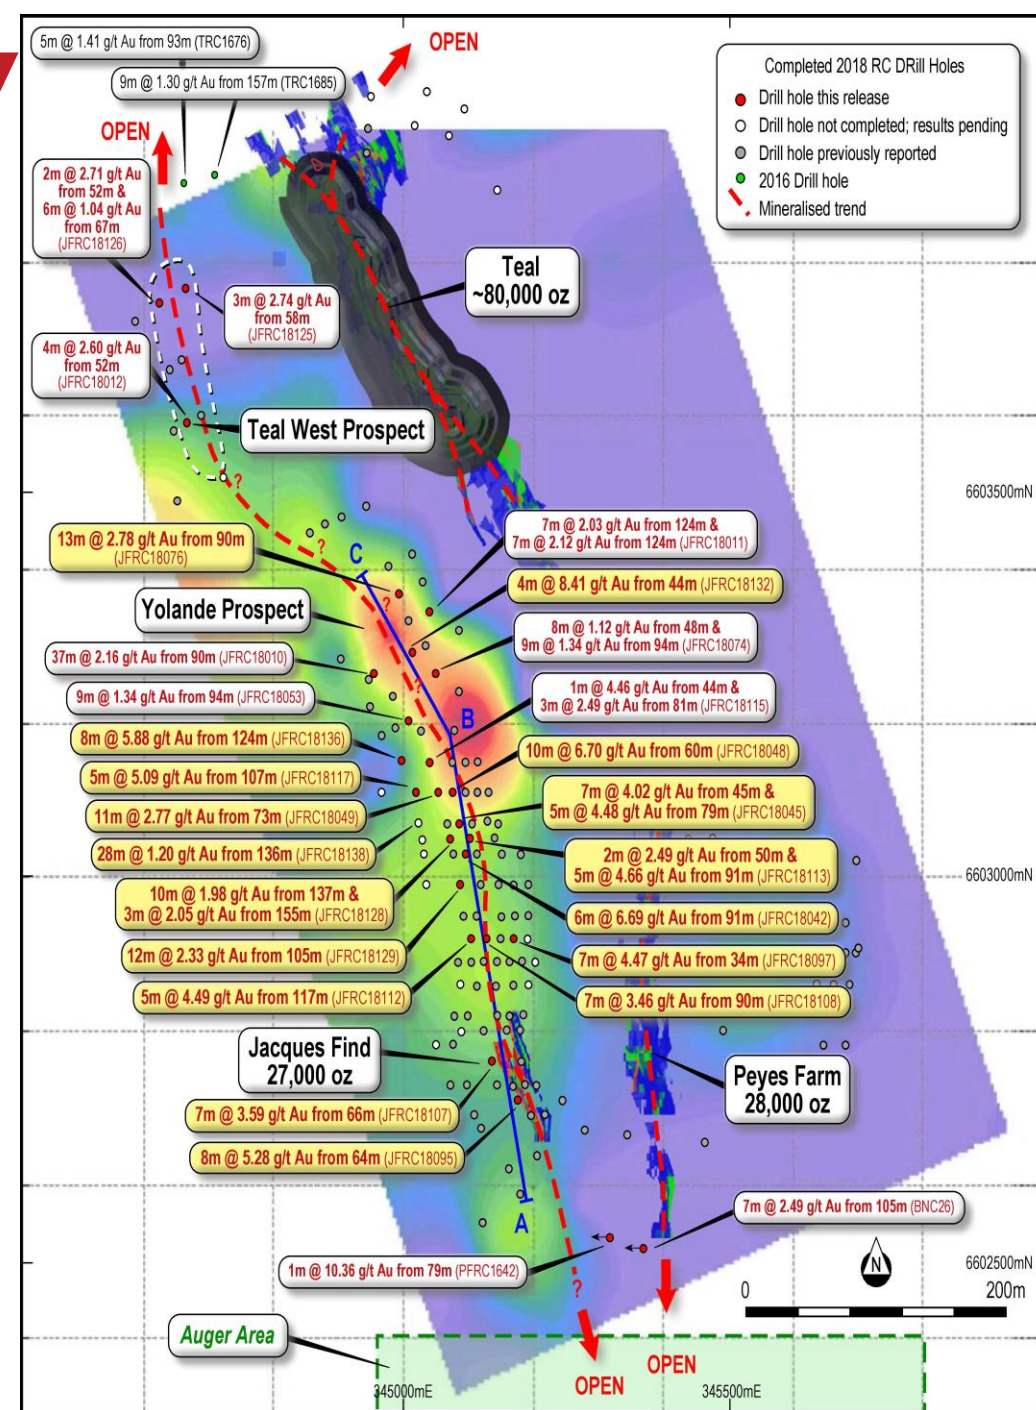 5m @ 1.41 g/t Au from 93m (TRC1676)
OPEN
9m @ 1.30 g/t Au from 157m (TRC1685)
Completed 2018 RC DRill Holes
Drill hole this release
Drill hole not completed; results pending
Drill hole previously reported
2016 Drill hole
Mineralised trend
OPEN
2m @ 2.71 g/t Au
from 52m &
6m @ 1.04 g/t Au
from 67m
(JFRC18126)
Teal
~80,000 oz
3m @ 2.74 g/t Au
from 58m
(JFRC18125)
4m @ 2.60 g/t Au
from 52m
(JFRC18012)
Teal West Prospect
?
6603500mN
13m @ 2.78 g/t Au from 90m
(JFRC18076)
?
C
7m @ 2.03 g/t Au from 124m &
7m @ 2.12 g/t Au from 124m (JFRC18011)
4m @ 8.41 g/t Au from 44m (JFRC18132)
Yolande Prospect
?
8m @ 1.12 g/t Au from 48m &
9m @ 1.34 g/t Au from 94m (JFRC18074)
37m @ 2.16 g/t Au from 90m (JFRC18010)
?
9m @ 1.34 g/t Au from 94m (JFRC18053)
1m @ 4.46 g/t Au from 44m &
3m @ 2.49 g/t Au from 81m (JFRC18115)
B
8m @ 5.88 g/t Au from 124m (JFRC18136)
10m @ 6.70 g/t Au from 60m (JFRC18048)
5m @ 5.09 g/t Au from 107m (JFRC18117)
7m @ 4.02 g/t Au from 45m &
5m @ 4.48 g/t Au from 79m (JFRC18045)
11m @ 2.77 g/t Au from 73m (JFRC18049)
28m @ 1.20 g/t Au from 136m (JFRC18138)
2m @ 2.49 g/t Au from 50m &
5m @ 4.66 g/t Au from 91m (JFRC18113)
6603000mN
10m @ 1.98 g/t Au from 137m &
3m @ 2.05 g/t Au from 155m (JFRC18128)
6m @ 6.69 g/t Au from 91m (JFRC18042)
12m @ 2.33 g/t Au from 105m (JFRC18129)
7m @ 4.47 g/t Au from 34m (JFRC18097)
5m @ 4.49 g/t Au from 117m (JFRC18112)
7m @ 3.46 g/t Au from 90m (JFRC18108)
Jacques Find
27,000 oz
Peyes Farm
28,000 oz
7m @ 3.59 g/t Au from 66m (JFRC18107)
8m @ 5.28 g/t Au from 64m (JFRC18095)
A
7m @ 2.49 g/t Au from 105m (BNC26)
1m @ 10.36 g/t Au from 79m (PFRC1642)
?
N
6602500mN
0
200m
Auger Area
OPEN
OPEN
345000mE
345500mE